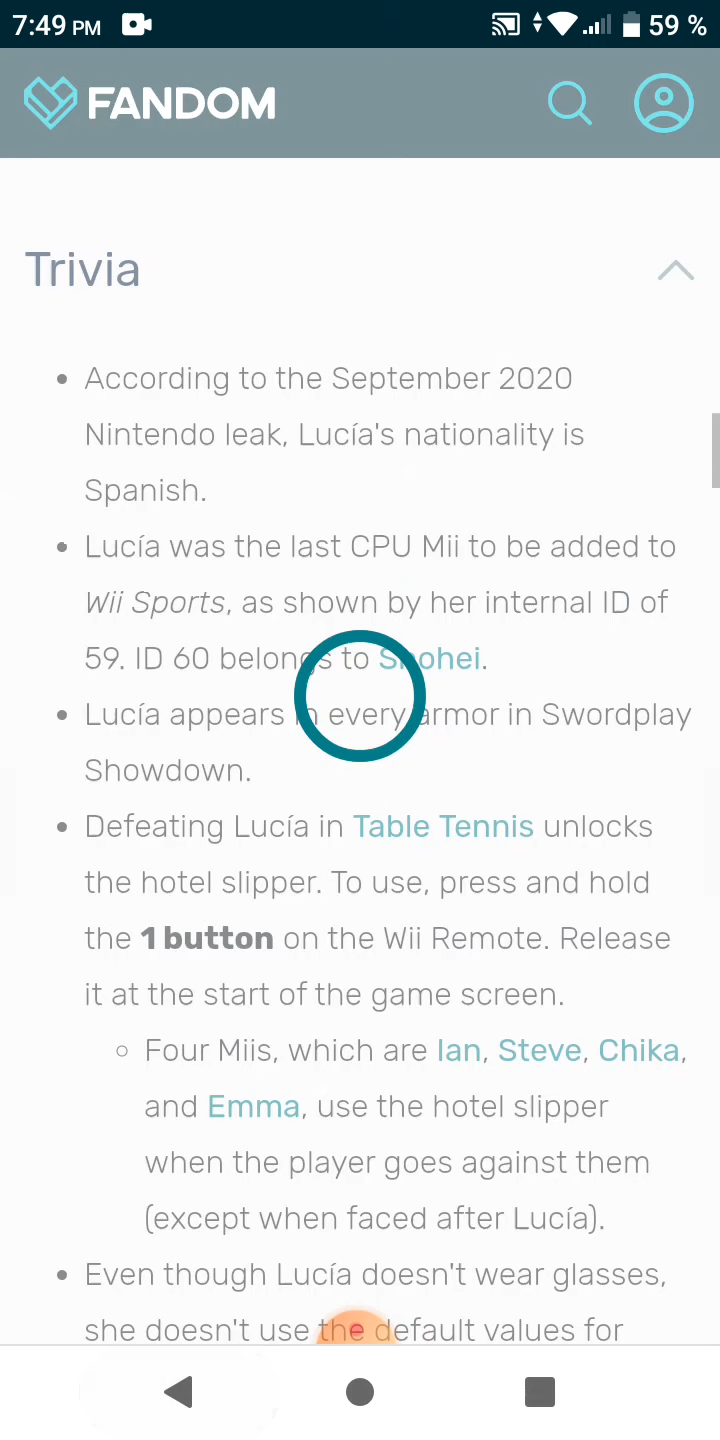 7:49 PM 59 %
FANDOM
Trivia
• According to the September 2020
Nintendo leak, Lucía's nationality is
Spanish.
• Lucía was the last CPU Mii to be added to
Wii Sports, as shown by her internal ID of
59. ID 60 belongs to Shohei.
• Lucía appears in every armor in Swordplay
Showdown.
• Defeating Lucía in Table Tennis unlocks
the hotel slipper. To use, press and hold
the 1 button on the Wii Remote. Release
it at the start of the game screen.
○ Four Miis, which are Ian, Steve, Chika,
and Emma, use the hotel slipper
when the player goes against them
(except when faced after Lucía).
• Even though Lucía doesn't wear glasses,
she doesn't use the default values for